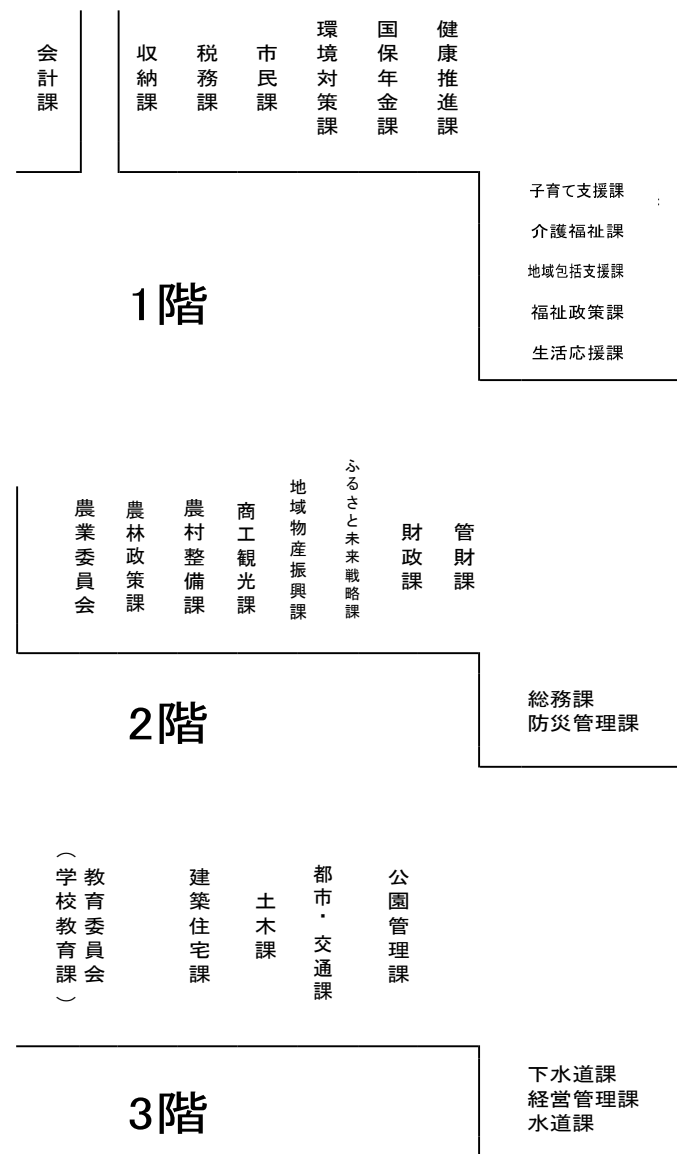 会計課
収納課
税務課
市民課
環境対策課
国保年金課
健康推進課
子育て支援課
介護福祉課
地域包括支援課
福祉政策課
生活応援課
1階
農業委員会
農林政策課
農村整備課
商工観光課
地域物産振興課
ふるさと未来戦略課
財政課
管財課
総務課
防災管理課
2階
教育委員会
（学校教育課）
建築住宅課
土木課
都市・交通課
公園管理課
下水道課
経営管理課
水道課
3階